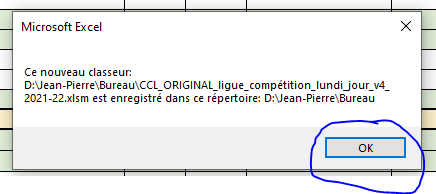 Microsoft Excel
Ce nouveau classeur:
D:\Jean-Pierre\Bureau\CCL_ORIGINAL_ligue_compétition_lundi_jour_v4_
2021-22.xlsm est enregistré dans ce répertoire: D:\Jean-Pierre\Bureau
OK